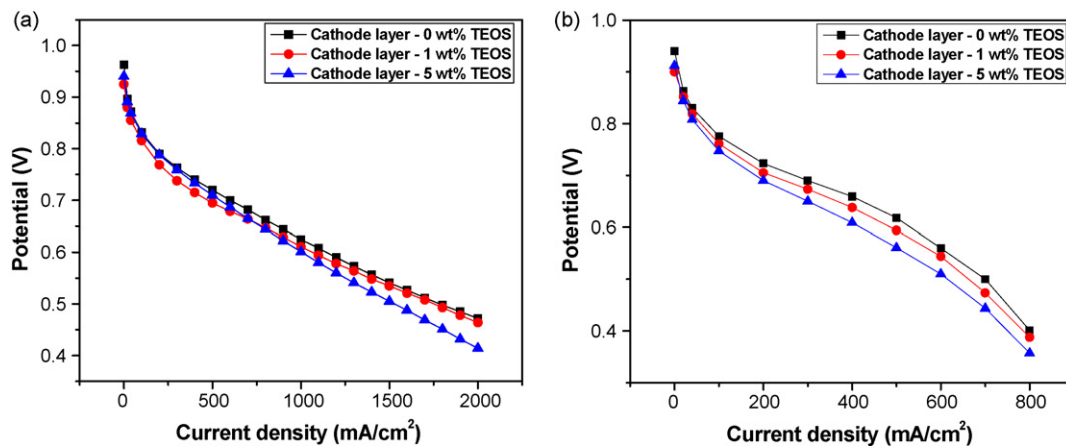 (a)
Cathode layer - 0 wt% TEOS
Cathode layer - 1 wt% TEOS
Cathode layer - 5 wt% TEOS
1.0
0.9
0.8
0.7
0.6
0.5
0.4
Potential (V)
0 500 1000 1500 2000
Current density (mA/cm²)
(b)
Cathode layer - 0 wt% TEOS
Cathode layer - 1 wt% TEOS
Cathode layer - 5 wt% TEOS
1.0
0.8
0.6
0.4
Potential (V)
0 200 400 600 800
Current density (mA/cm²)